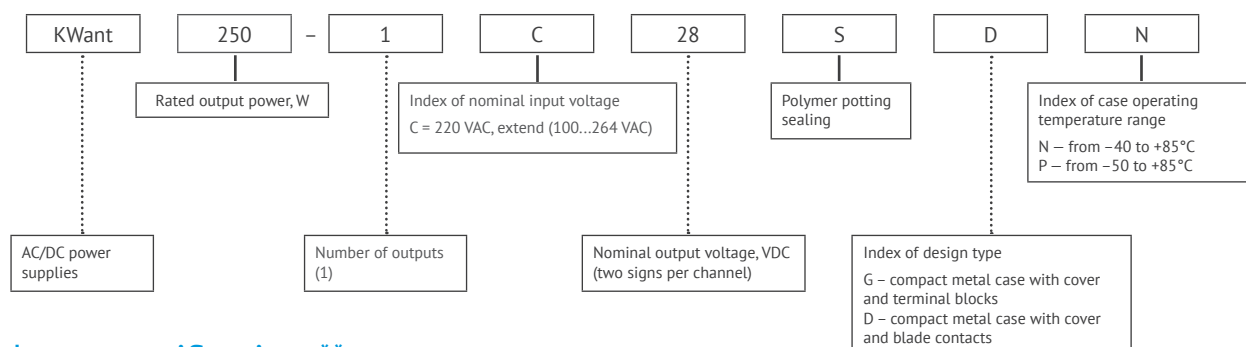 KWant 250 – 1 C 28 S D N
Rated output power, W
Index of nominal input voltage
C = 220 VAC, extend (100...264 VAC)
Polymer potting
sealing
Index of case operating
temperature range
N — from –40 to +85°C
P — from –50 to +85°C
AC/DC power
supplies
Number of outputs
(1)
Nominal output voltage, VDC
(two signs per channel)
Index of design type
G – compact metal case with cover
and terminal blocks
D – compact metal case with cover
and blade contacts